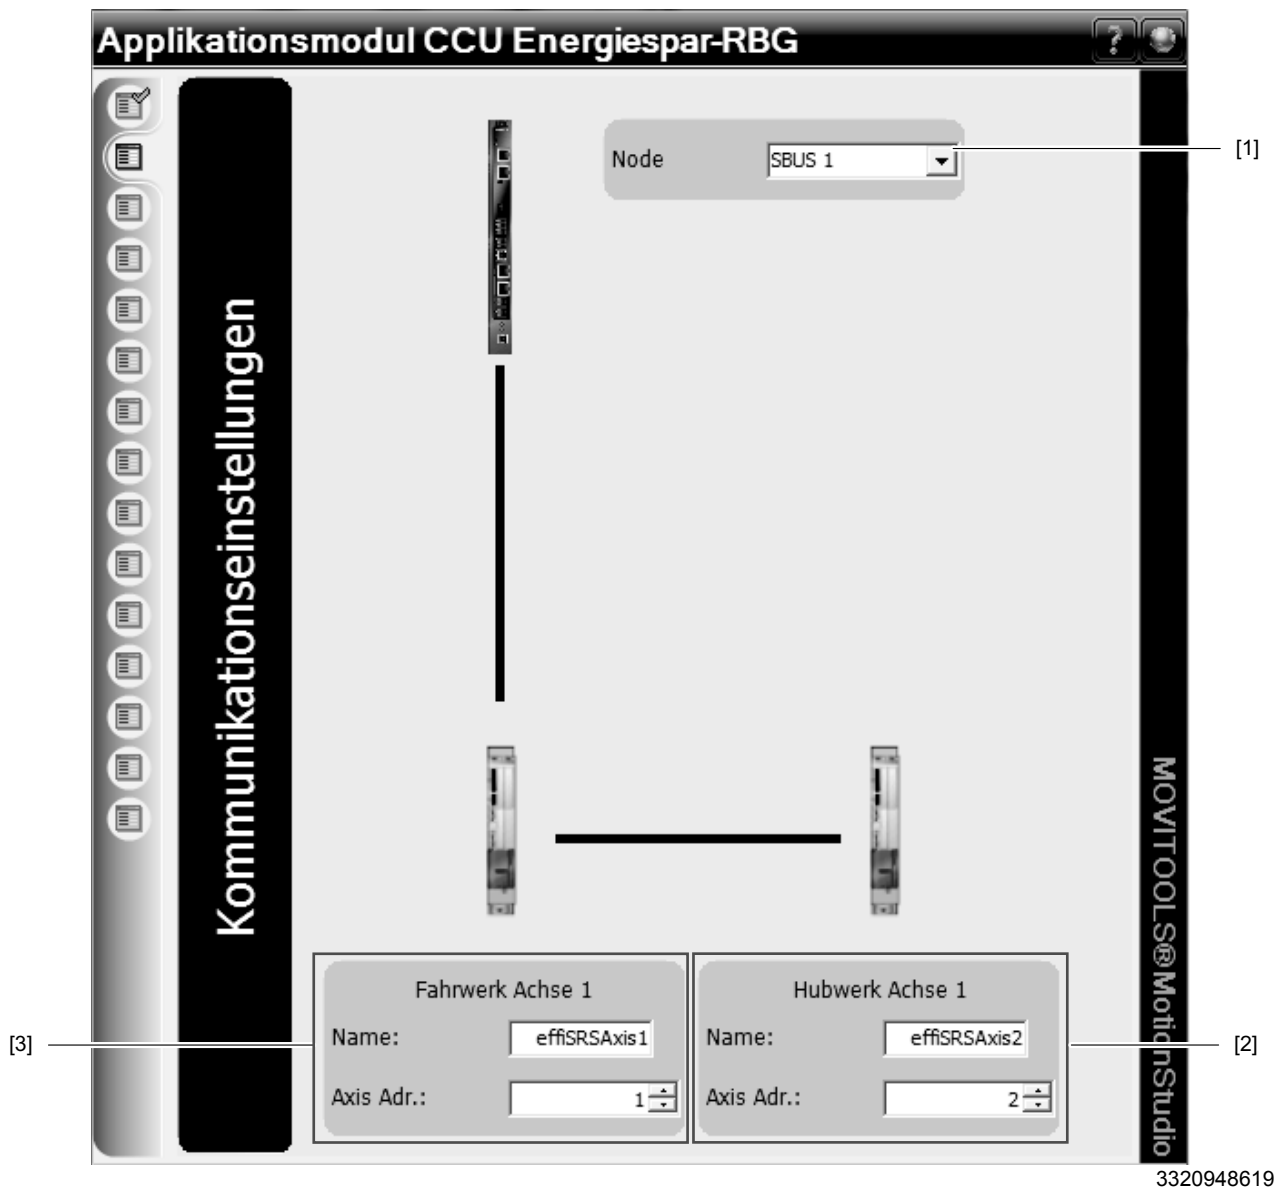 Applikationsmodul CCU Energiespar-RBG
?
Kommunikationseinstellungen
Node
SBUS 1
[1]
Fahrwerk Achse 1
Name:
effiSRSAxis1
Axis Adr.:
1
[3]
Hubwerk Achse 1
Name:
effiSRSAxis2
Axis Adr.:
2
[2]
MOVITOOLS®MotionStudio
3320948619